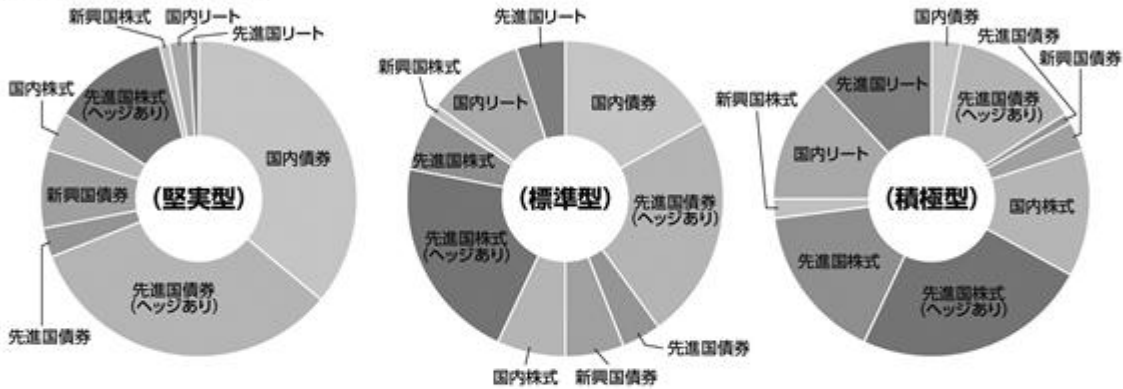 新興国株式
国内リート
先進国リート
国内株式
先進国株式
(ヘッジあり)
国内債券
新興国債券
(堅実型)
先進国債券
(ヘッジあり)
先進国債券
先進国リート
新興国株式
国内リート
国内債券
先進国株式
(標準型)
先進国債券
(ヘッジあり)
先進国株式
(ヘッジあり)
先進国債券
国内株式
新興国債券
国内債券
先進国債券
新興国債券
先進国リート
先進国債券
(ヘッジあり)
新興国株式
国内リート
(積極型)
国内株式
先進国株式
先進国株式
(ヘッジあり)